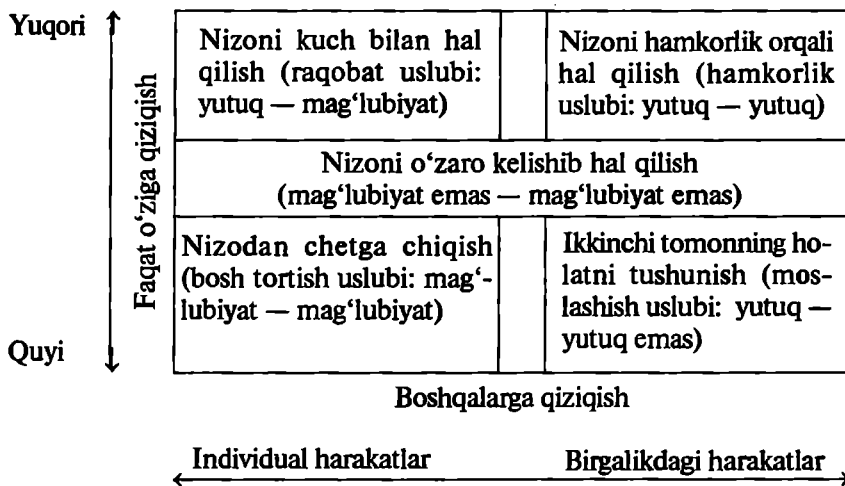 Yuqori
Faqat o‘ziga qiziqish
Quyi
Nizoni kuch bilan hal
qilish (raqobat uslubi:
yutuq — mag‘lubiyat)
Nizoni hamkorlik orqali
hal qilish (hamkorlik
uslubi: yutuq — yutuq)
Nizoni o‘zaro kelishib hal qilish
(mag‘lubiyat emas — mag‘lubiyat emas)
Nizodan chetga chiqish
(bosh tortish uslubi: mag‘-
lubiyat — mag‘lubiyat)
Ikkinchi tomonning ho-
latni tushunish (mos-
lashish uslubi: yutuq —
yutuq emas)
Boshqalarga qiziqish
Individual harakatlar
Birgalikdagi harakatlar